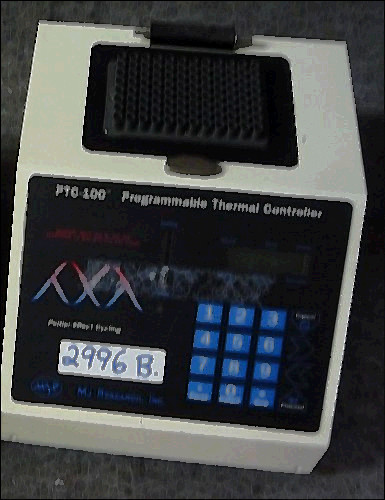 PTC-100 Programmable Thermal Controller
Peltier-Effect Cycling
2996 B.
MJ Research, Inc.
1 2 3
4 5 6
7 8 9
0
Proceed